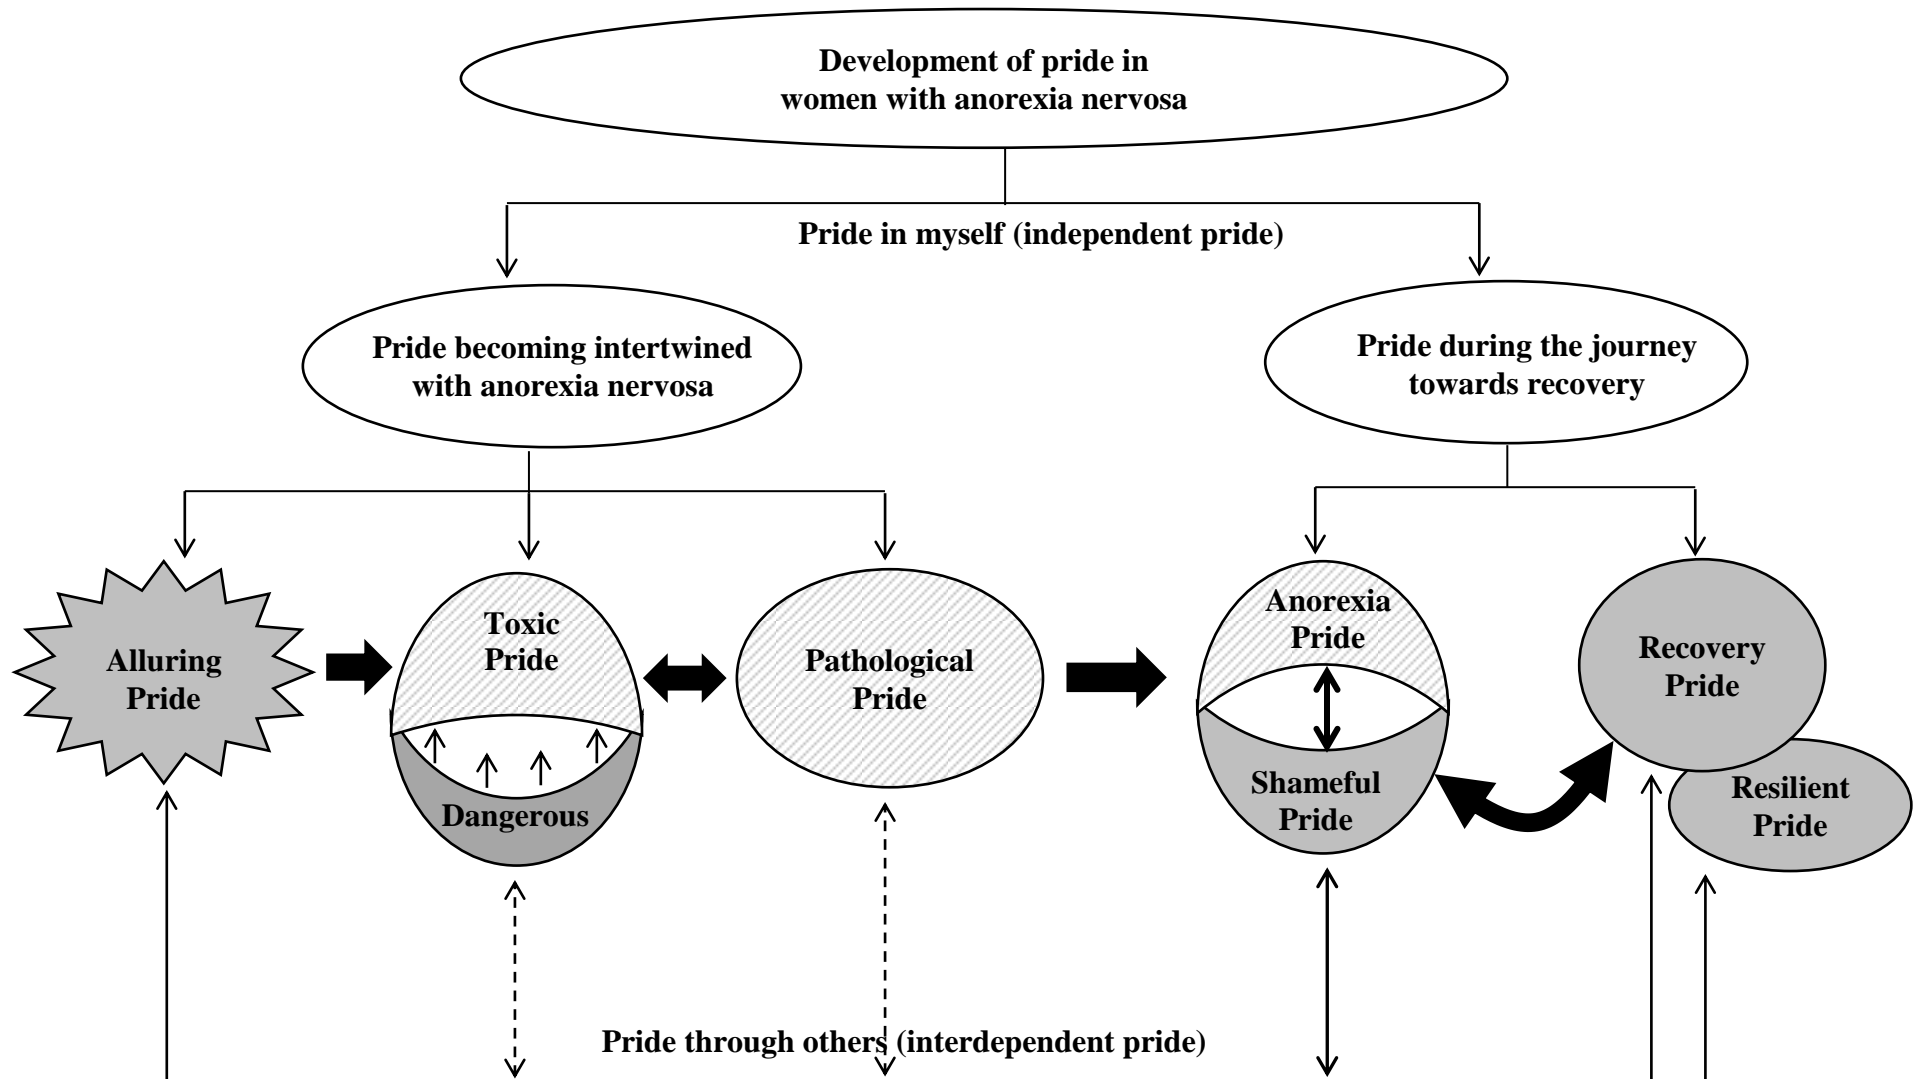 Development of pride in
women with anorexia nervosa
Pride in myself (independent pride)
Pride becoming intertwined
with anorexia nervosa
Pride during the journey
towards recovery
Alluring
Pride
Toxic
Pride
Dangerous
Pathological
Pride
Anorexia
Pride
Shameful
Pride
Recovery
Pride
Resilient
Pride
Pride through others (interdependent pride)